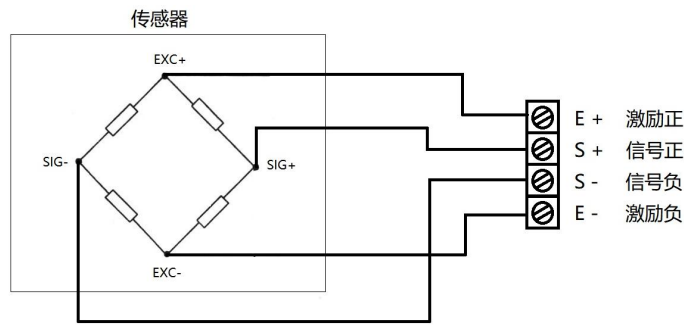 传感器
EXC+
SIG-
SIG+
EXC-
E + 激励正
S + 信号正
S - 信号负
E - 激励负